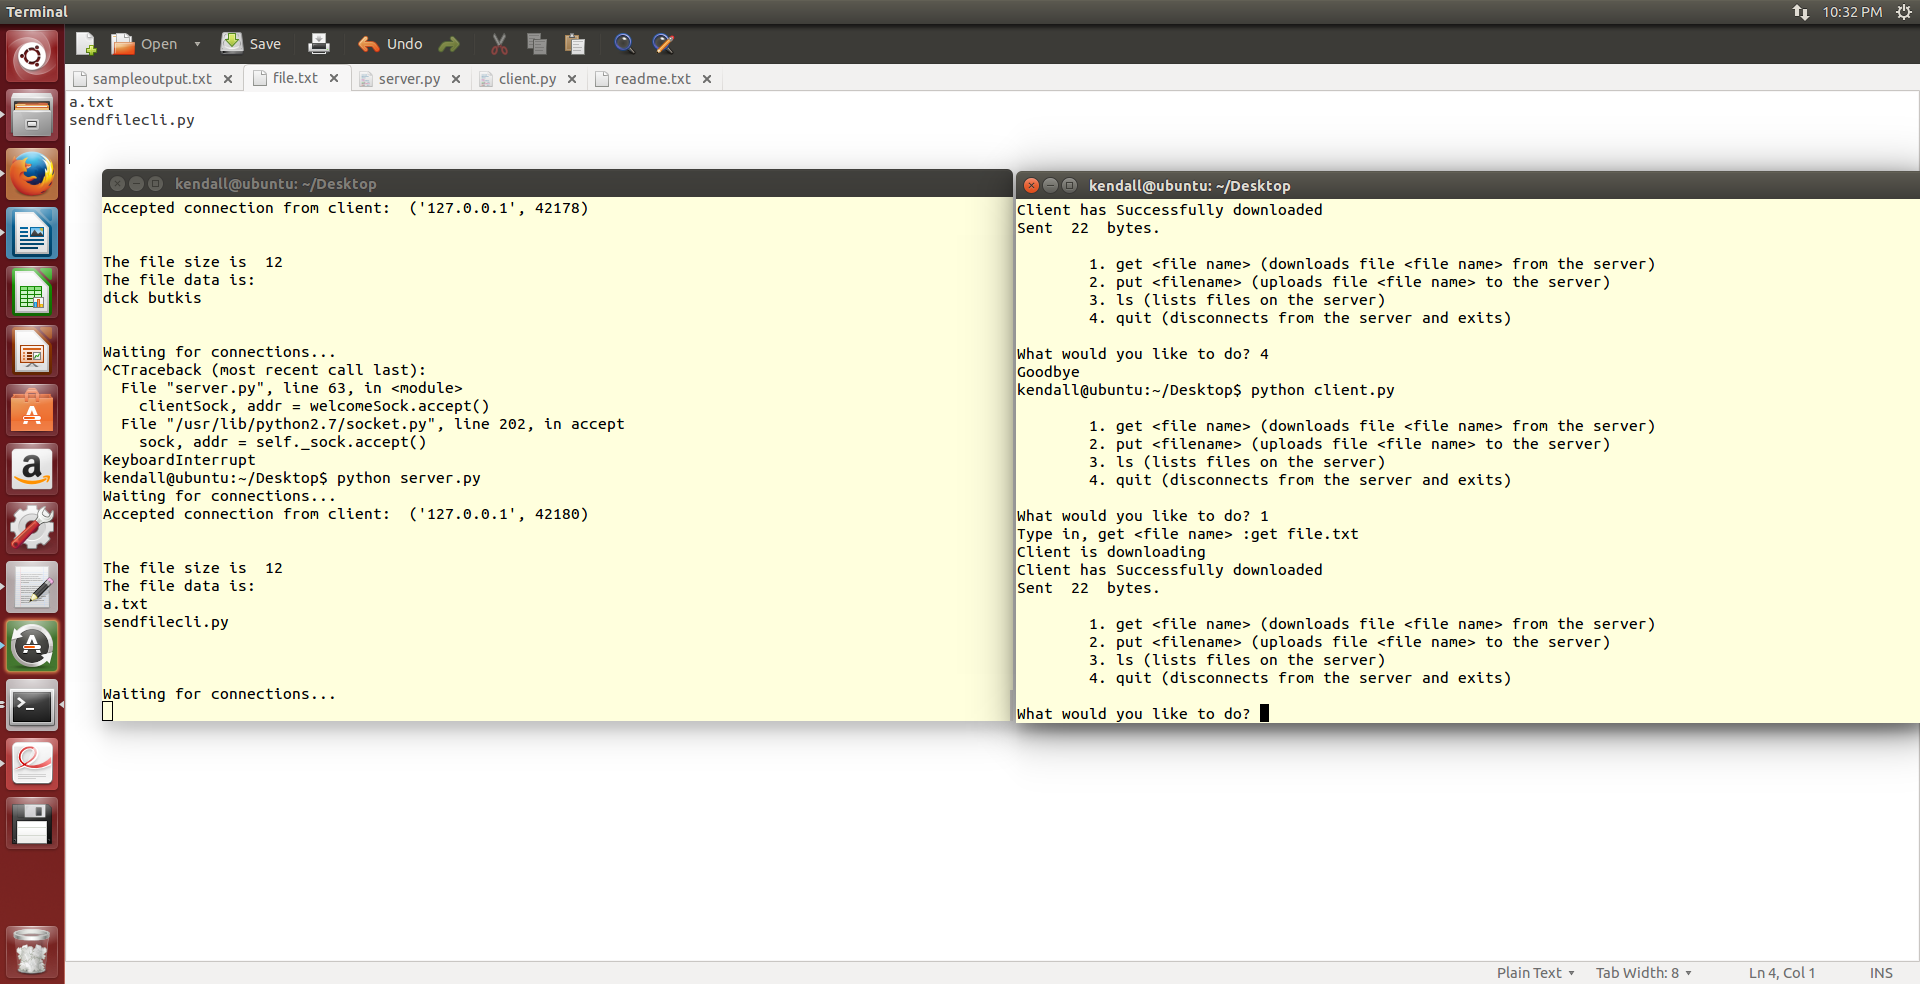 Terminal
10:32 PM
Open
Save
Undo
sampleoutput.txt
file.txt
server.py
client.py
readme.txt
a.txt
sendfilecli.py
kendall@ubuntu: ~/Desktop
Accepted connection from client:  ('127.0.0.1', 42178)
The file size is  12
The file data is:
dick butkis
Waiting for connections...
^CTraceback (most recent call last):
  File "server.py", line 63, in <module>
    clientSock, addr = welcomeSock.accept()
  File "/usr/lib/python2.7/socket.py", line 202, in accept
    sock, addr = self._sock.accept()
KeyboardInterrupt
kendall@ubuntu:~/Desktop$ python server.py
Waiting for connections...
Accepted connection from client:  ('127.0.0.1', 42180)
The file size is  12
The file data is:
a.txt
sendfilecli.py
Waiting for connections...
kendall@ubuntu: ~/Desktop
Client has Successfully downloaded
Sent  22  bytes.
1. get <file name> (downloads file <file name> from the server)
2. put <filename> (uploads file <file name> to the server)
3. ls (lists files on the server)
4. quit (disconnects from the server and exits)
What would you like to do? 4
Goodbye
kendall@ubuntu:~/Desktop$ python client.py
1. get <file name> (downloads file <file name> from the server)
2. put <filename> (uploads file <file name> to the server)
3. ls (lists files on the server)
4. quit (disconnects from the server and exits)
What would you like to do? 1
Type in, get <file name> :get file.txt
Client is downloading
Client has Successfully downloaded
Sent  22  bytes.
1. get <file name> (downloads file <file name> from the server)
2. put <filename> (uploads file <file name> to the server)
3. ls (lists files on the server)
4. quit (disconnects from the server and exits)
What would you like to do?
Plain Text
Tab Width: 8
Ln 4, Col 1
INS